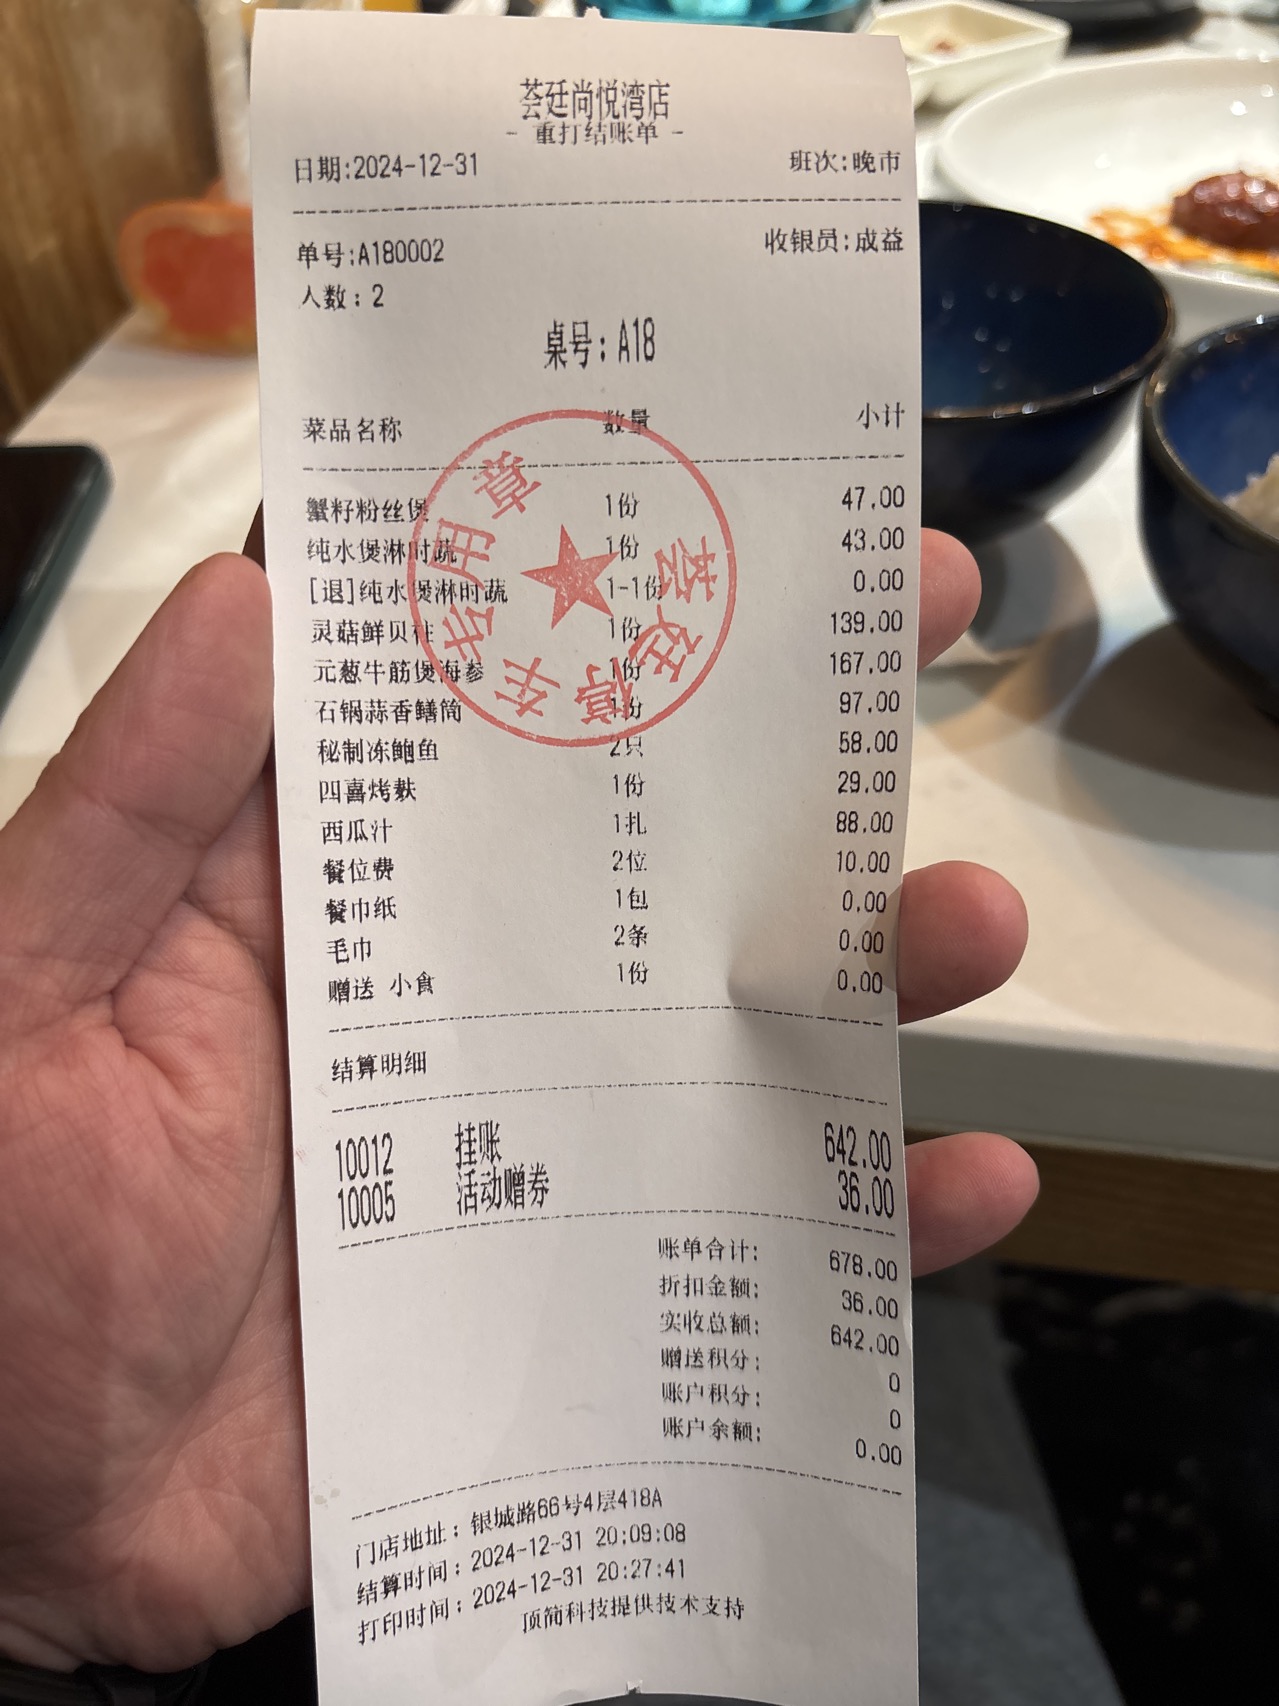 荟廷尚悦湾店
- 重打结账单 -
日期:2024-12-31 班次:晚市
单号:A180002 收银员:成益
人数: 2
桌号: A18
菜品名称 数量 小计
蟹籽粉丝煲 1份 47.00
纯水煲淋时蔬 1份 43.00
[退]纯水煲淋时蔬 1-1份 0.00
灵菇鲜贝柱 1份 139.00
元葱牛筋煲海参 1份 167.00
石锅蒜香鳝筒 1份 97.00
秘制冻鲍鱼 2只 58.00
四喜烤麸 1份 29.00
西瓜汁 1扎 88.00
餐位费 2位 10.00
餐巾纸 1包 0.00
毛巾 2条 0.00
赠送 小食 1份 0.00
荟廷停车专用章
结算明细
10012 挂账 642.00
10005 活动赠券 36.00
账单合计: 678.00
折扣金额: 36.00
实收总额: 642.00
赠送积分: 0
账户积分: 0
账户余额: 0.00
门店地址: 银城路66号4层418A
结算时间: 2024-12-31 20:09:08
打印时间: 2024-12-31 20:27:41
顶简科技提供技术支持